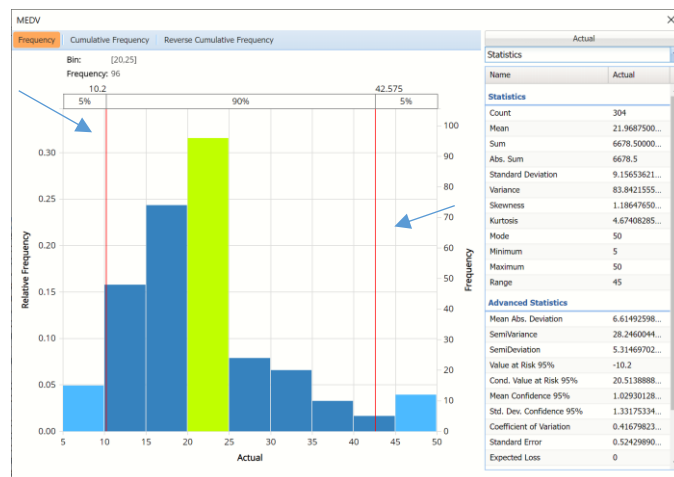 MEDV
Frequency Cumulative Frequency Reverse Cumulative Frequency
Bin: [20,25]
Frequency: 96
10.2 42.575
5% 90% 5%
Relative Frequency
0.30
0.25
0.20
0.15
0.10
0.05
0.00
100
90
80
70
60
50
40
30
20
10
0
Frequency
5 10 15 20 25 30 35 40 45 50
Actual
Actual
Statistics
Name Actual
Statistics
Count 304
Mean 21.9687500...
Sum 6678.50000...
Abs. Sum 6678.5
Standard Deviation 9.15653621...
Variance 83.8421555...
Skewness 1.18647650...
Kurtosis 4.67408285...
Mode 50
Minimum 5
Maximum 50
Range 45
Advanced Statistics
Mean Abs. Deviation 6.61492598...
SemiVariance 28.2460044...
SemiDeviation 5.31469702...
Value at Risk 95% -10.2
Cond. Value at Risk 95% 20.5138888...
Mean Confidence 95% 1.02930128...
Std. Dev. Confidence 95% 1.33175334...
Coefficient of Variation 0.41679823...
Standard Error 0.52429890...
Expected Loss 0